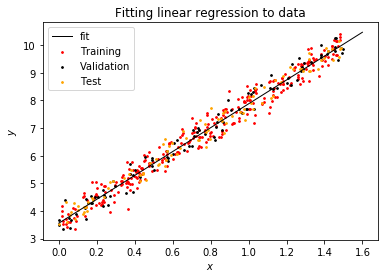 Fitting linear regression to data
fit
Training
Validation
Test
10
9
8
7
6
5
4
3
y
0.0 0.2 0.4 0.6 0.8 1.0 1.2 1.4 1.6
x